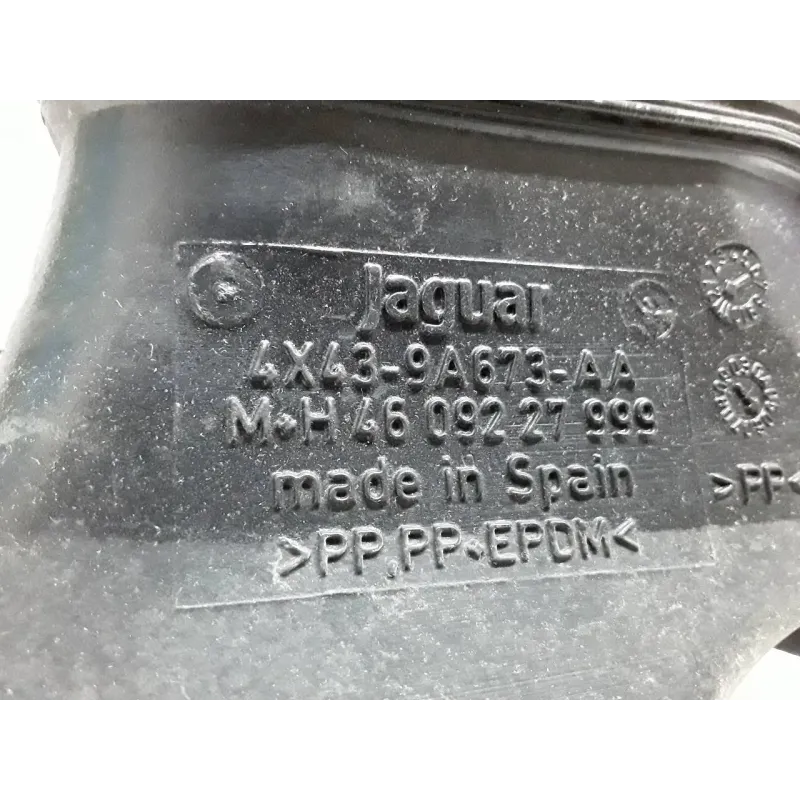 Jaguar
4X43-9A673-AA
M+H 46 092 27 999
made in Spain
>PP,PP+EPDM<
>PP<